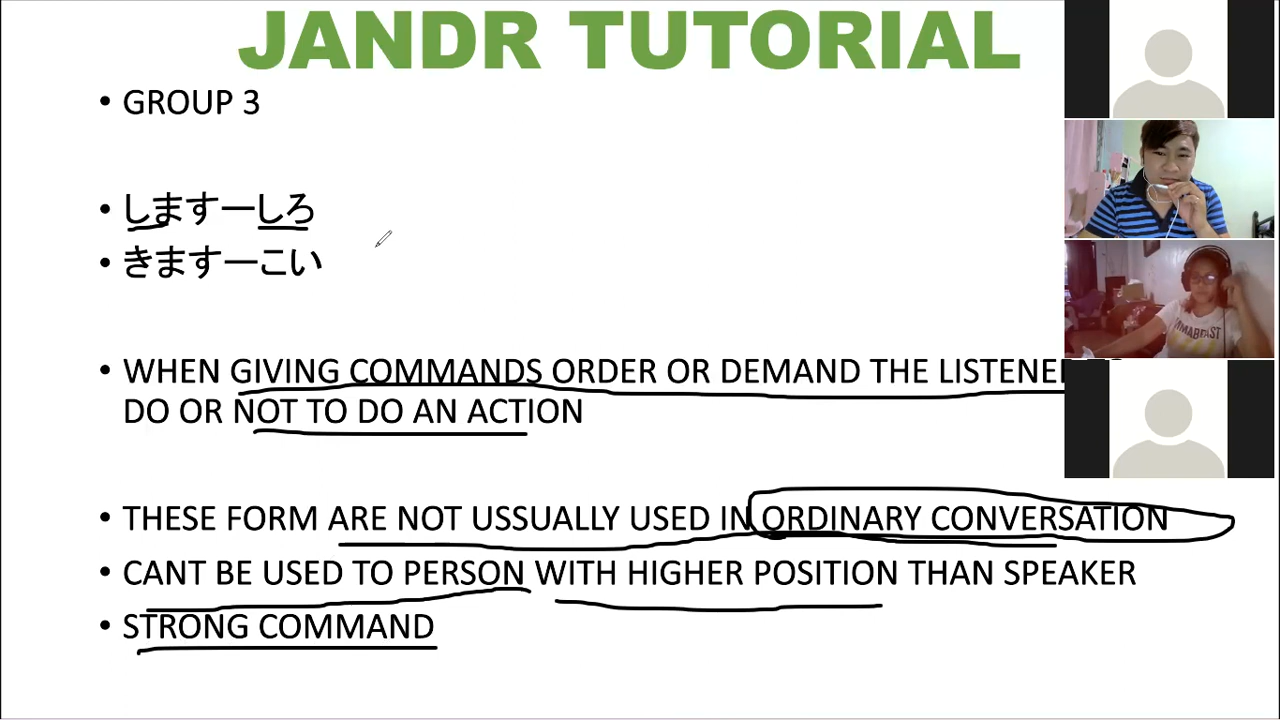 JANDR TUTORIAL
• GROUP 3
• しますーしろ
• きますーこい
• WHEN GIVING COMMANDS ORDER OR DEMAND THE LISTENE
DO OR NOT TO DO AN ACTION
• THESE FORM ARE NOT USSUALLY USED IN ORDINARY CONVERSATION
• CANT BE USED TO PERSON WITH HIGHER POSITION THAN SPEAKER
• STRONG COMMAND